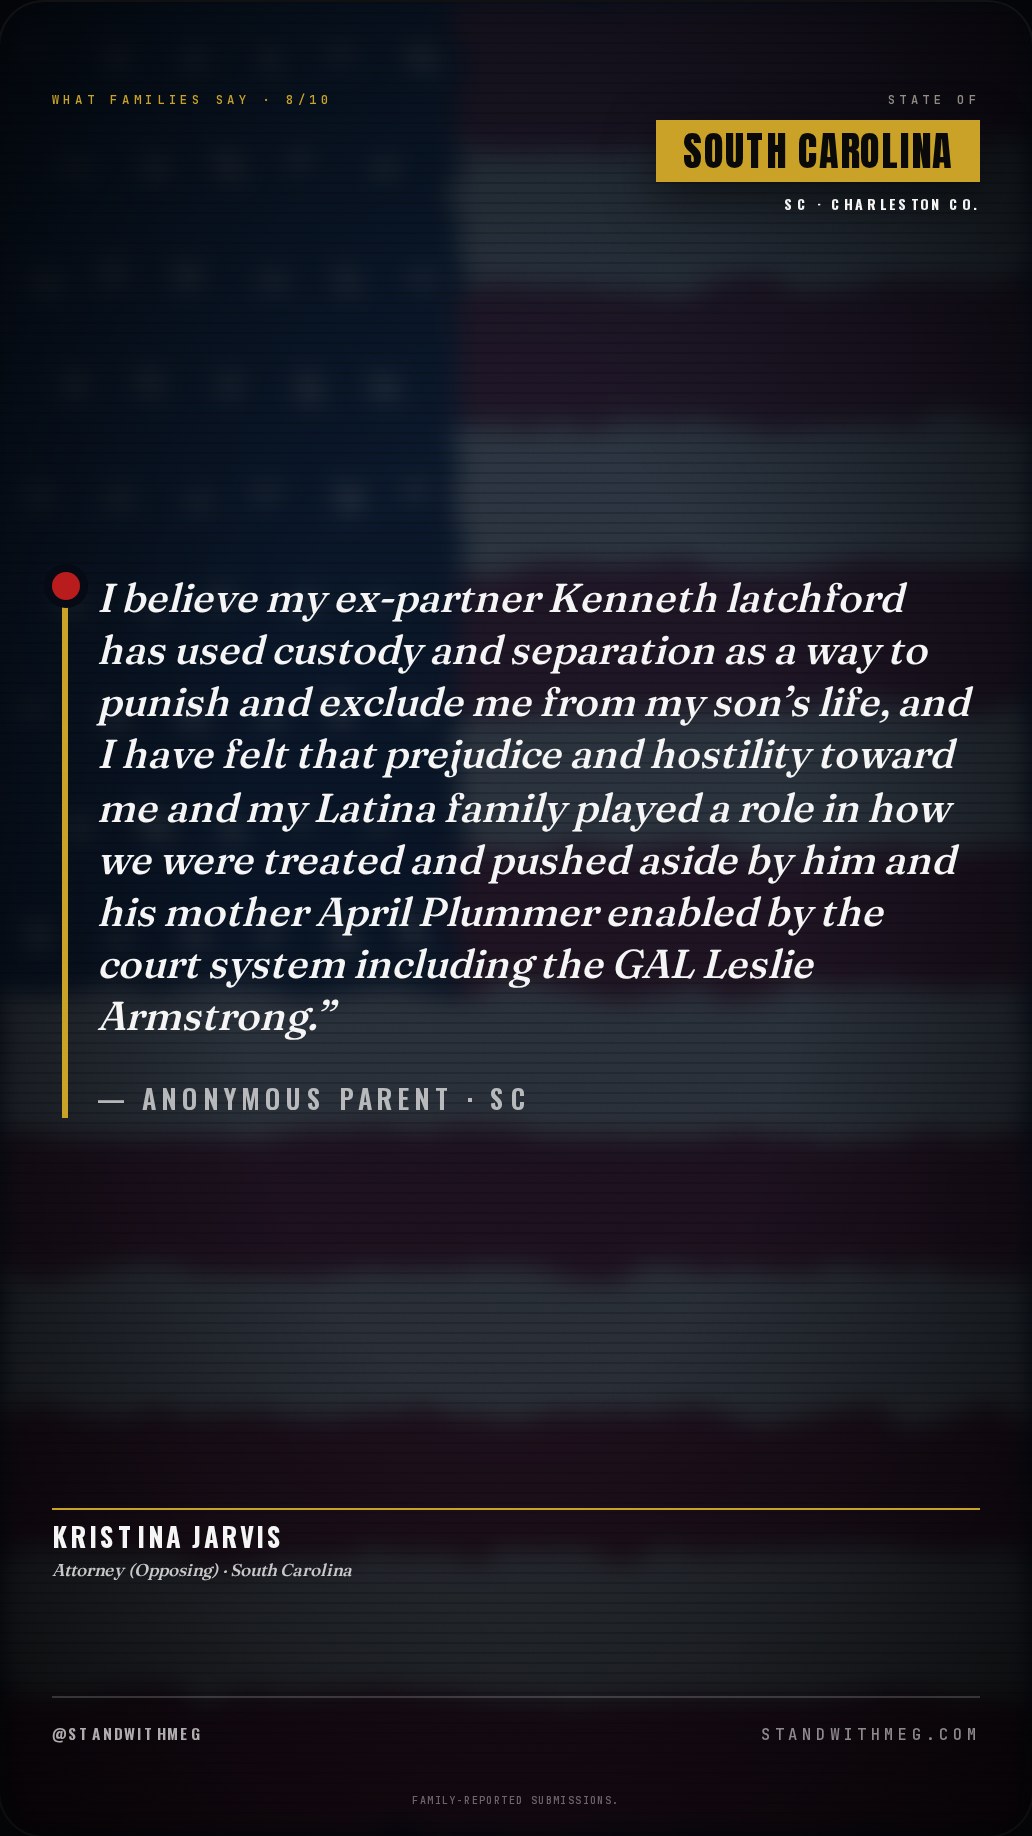 WHAT FAMILIES SAY · 8/10
STATE OF
SOUTH CAROLINA
SC · CHARLESTON CO.
I believe my ex-partner Kenneth latchford
has used custody and separation as a way to
punish and exclude me from my son’s life, and
I have felt that prejudice and hostility toward
me and my Latina family played a role in how
we were treated and pushed aside by him and
his mother April Plummer enabled by the
court system including the GAL Leslie
Armstrong.”
— ANONYMOUS PARENT · SC
KRISTINA JARVIS
Attorney (Opposing) · South Carolina
@STANDWITHMEG
STANDWITHMEG.COM
FAMILY-REPORTED SUBMISSIONS.